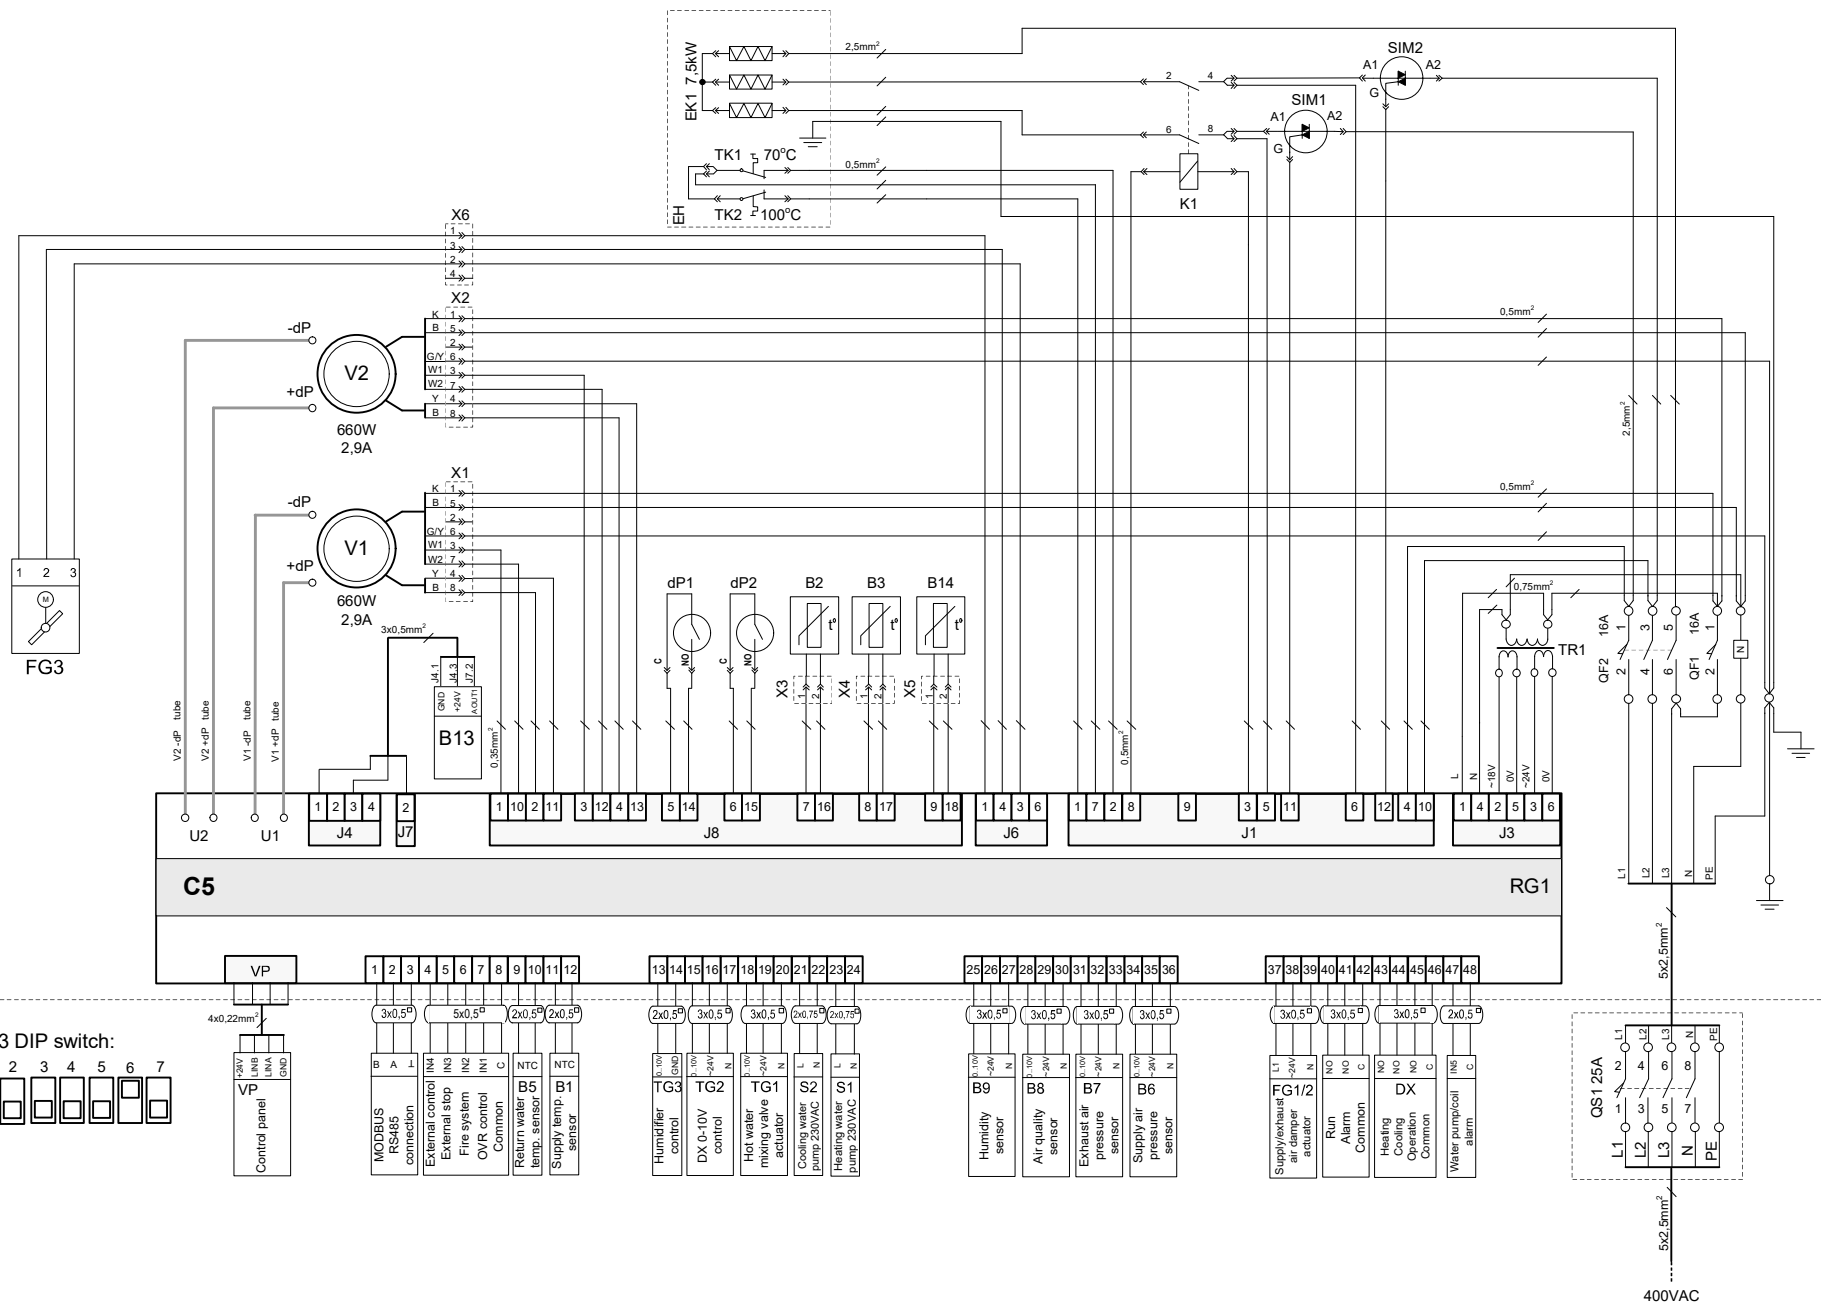 2,5mm²
EK1 7,5kW
2
4
A1
SIM2
A2
G
6
8
A1
SIM1
A2
G
K1
TK1 70°C
0,5mm²
TK2 100°C
EH
X6
1
3
2
4
X2
K 1
B 5
2
G/Y 6
W1 3
W2 7
Y 4
B 8
-dP
+dP
V2
660W
2,9A
0,5mm²
2,5mm²
X1
K 1
B 5
2
G/Y 6
W1 3
W2 7
Y 4
B 8
-dP
+dP
V1
660W
2,9A
0,5mm²
1 2 3
M
FG3
3x0,5mm²
J4.1 J4.3 J7.2
GND +24V AOUT1
B13
dP1
C NO
dP2
C NO
B2
t°
X3
1 2
B3
t°
X4
1 2
B14
t°
X5
1 2
0,75mm²
TR1
16A
QF2
1 3 5
2 4 6
16A
QF1
1
2
N
V2 -dP tube
V2 +dP tube
V1 -dP tube
V1 +dP tube
0,35mm²
0,5mm²
L N ~18V 0V ~24V 0V
U2 U1
1 2 3 4
J4
2
J7
1 10 2 11 3 12 4 13 5 14 6 15 7 16 8 17 9 18
J8
1 4 3 6
J6
1 7 2 8 9 3 5 11 6 12 4 10
J1
1 4 2 5 3 6
J3
L1 L2 L3 N PE
C5
RG1
5x2,5mm²
VP
1 2 3 4 5 6 7 8 9 10 11 12
13 14 15 16 17 18 19 20 21 22 23 24
25 26 27 28 29 30 31 32 33 34 35 36
37 38 39 40 41 42 43 44 45 46 47 48
4x0,22mm²
3x0,5
5x0,5
2x0,5
2x0,5
2x0,5
3x0,5
3x0,5
2x0,75
2x0,75
3x0,5
3x0,5
3x0,5
3x0,5
3x0,5
3x0,5
3x0,5
2x0,5
3 DIP switch:
2 3 4 5 6 7
+24V LINB LINA GND
VP
Control panel
B A ⊥
MODBUS
RS485
connection
IN4 IN3 IN2 IN1 C
External control
External stop
Fire system
OVR control
Common
NTC
B5
Return water
temp. sensor
NTC
B1
Supply temp.
sensor
0..10V GND
TG3
Humidifier
control
0..10V ~24V N
TG2
DX 0-10V
control
0..10V ~24V N
TG1
Hot water
mixing valve
actuator
L N
S2
Cooling water
pump 230VAC
L N
S1
Heating water
pump 230VAC
0..10V ~24V N
B9
Humidity
sensor
0..10V ~24V N
B8
Air quality
sensor
0..10V ~24V N
B7
Exhaust air
pressure
sensor
0..10V ~24V N
B6
Supply air
pressure
sensor
L1 ~24V N
FG1/2
Supply/exhaust
air damper
actuator
NO NO C
Run
Alarm
Common
NO NO NO C
DX
Heating
Cooling
Operation
Common
IN5 C
Water pump/coil
alarm
QS1 25A
L1 L2 L3 N PE
2 4 6 8
1 3 5 7
L1 L2 L3 N PE
5x2,5mm²
400VAC